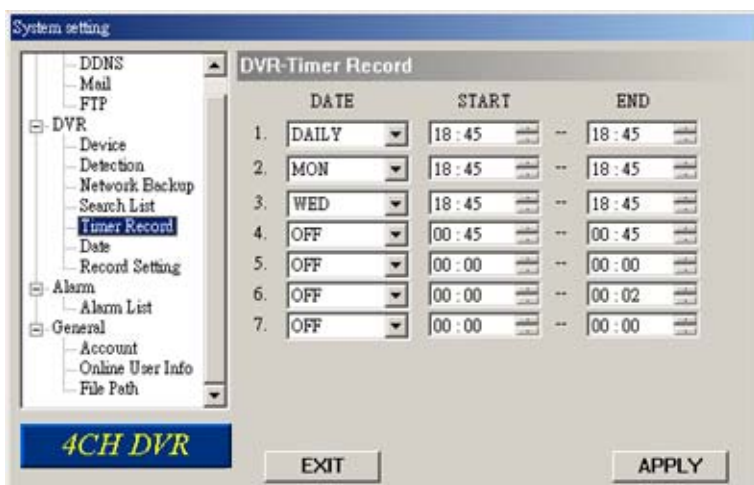 System setting
DDNS
Mail
FTP
DVR
Device
Detection
Network Backup
Search List
Timer Record
Date
Record Setting
Alarm
Alarm List
General
Account
Online User Info
File Path
4CH DVR
DVR-Timer Record
DATE START END
1. DAILY 18:45 -- 18:45
2. MON 18:45 -- 18:45
3. WED 18:45 -- 18:45
4. OFF 00:45 -- 00:45
5. OFF 00:00 -- 00:00
6. OFF 00:00 -- 00:02
7. OFF 00:00 -- 00:00
EXIT APPLY